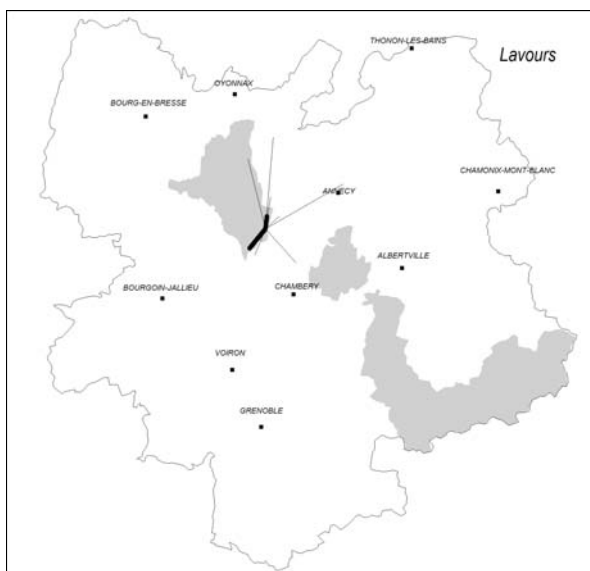 THONON-LES-BAINS
Lavours
OYONNAX
BOURG-EN-BRESSE
CHAMONIX-MONT-BLANC
ANNECY
ALBERTVILLE
BOURGOIN-JALLIEU
CHAMBERY
VOIRON
GRENOBLE